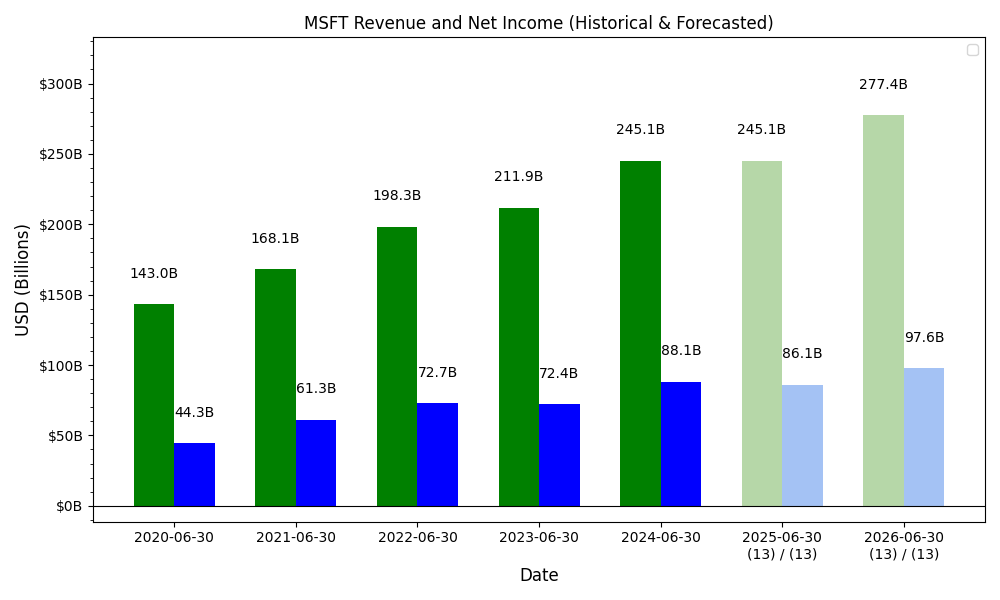 MSFT Revenue and Net Income (Historical & Forecasted)
USD (Billions)
$300B
$250B
$200B
$150B
$100B
$50B
$0B
143.0B
44.3B
168.1B
61.3B
198.3B
72.7B
211.9B
72.4B
245.1B
88.1B
245.1B
86.1B
277.4B
97.6B
2020-06-30
2021-06-30
2022-06-30
2023-06-30
2024-06-30
2025-06-30
(13) / (13)
2026-06-30
(13) / (13)
Date